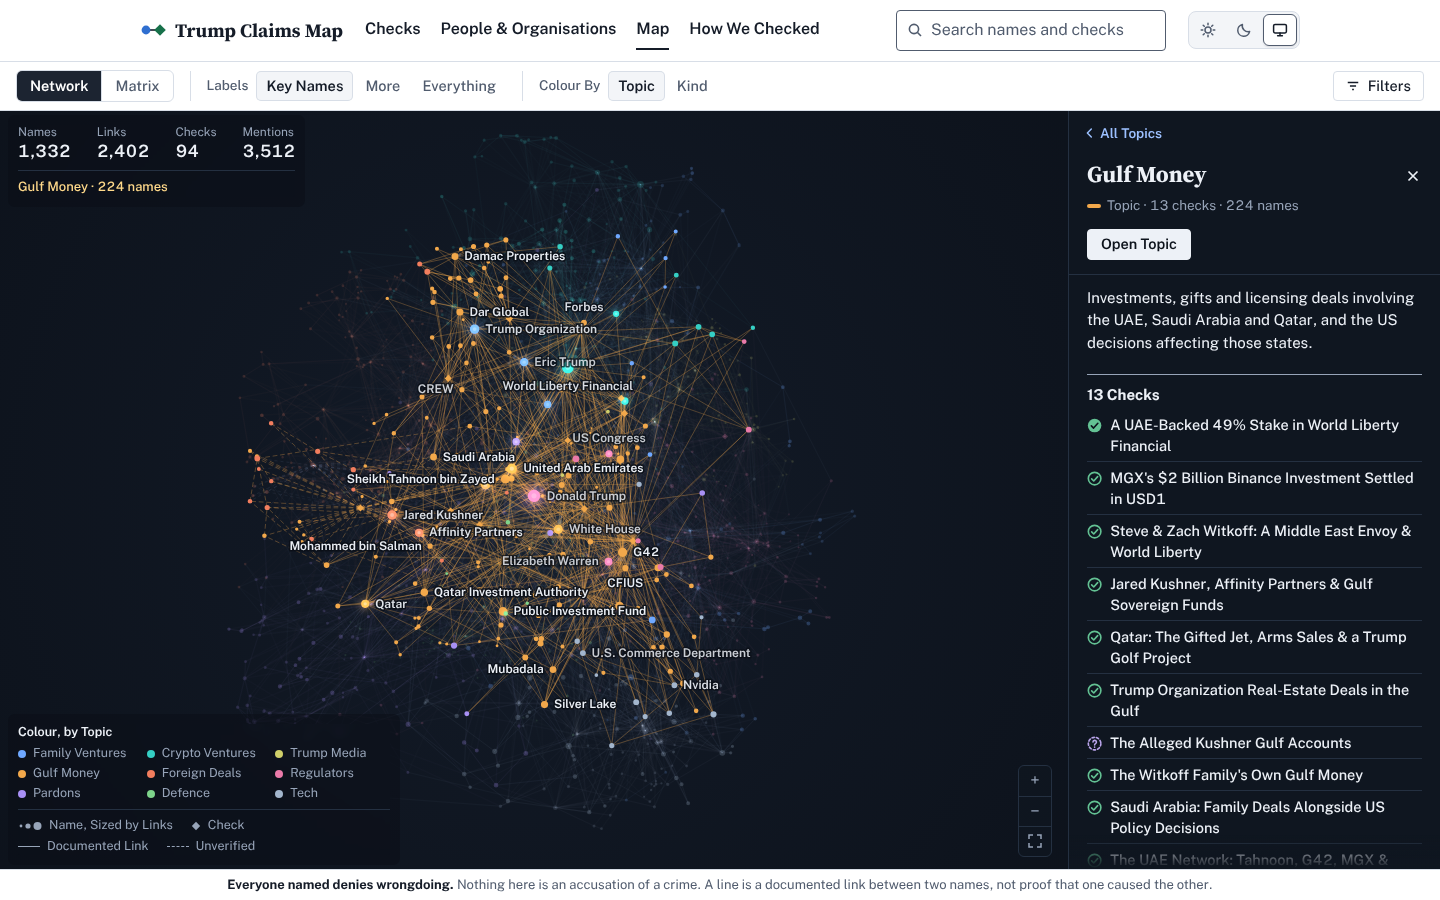 Trump Claims Map
Checks
People & Organisations
Map
How We Checked
Search names and checks
Network
Matrix
Labels
Key Names
More
Everything
Colour By
Topic
Kind
Filters
Names
Links
Checks
Mentions
1,332
2,402
94
3,512
Gulf Money · 224 names
Damac Properties
Dar Global
Forbes
Trump Organization
Eric Trump
CREW
World Liberty Financial
US Congress
Saudi Arabia
United Arab Emirates
Sheikh Tahnoon bin Zayed
Donald Trump
Jared Kushner
Affinity Partners
White House
Mohammed bin Salman
Elizabeth Warren
G42
CFIUS
Qatar
Qatar Investment Authority
Public Investment Fund
U.S. Commerce Department
Mubadala
Nvidia
Silver Lake
Colour, by Topic
Family Ventures
Crypto Ventures
Trump Media
Gulf Money
Foreign Deals
Regulators
Pardons
Defence
Tech
Name, Sized by Links
Check
Documented Link
Unverified
All Topics
Gulf Money
Topic · 13 checks · 224 names
Open Topic
Investments, gifts and licensing deals involving
the UAE, Saudi Arabia and Qatar, and the US
decisions affecting those states.
13 Checks
A UAE-Backed 49% Stake in World Liberty
Financial
MGX's $2 Billion Binance Investment Settled
in USD1
Steve & Zach Witkoff: A Middle East Envoy &
World Liberty
Jared Kushner, Affinity Partners & Gulf
Sovereign Funds
Qatar: The Gifted Jet, Arms Sales & a Trump
Golf Project
Trump Organization Real-Estate Deals in the
Gulf
The Alleged Kushner Gulf Accounts
The Witkoff Family's Own Gulf Money
Saudi Arabia: Family Deals Alongside US
Policy Decisions
The UAE Network: Tahnoon, G42, MGX &
Everyone named denies wrongdoing. Nothing here is an accusation of a crime. A line is a documented link between two names, not proof that one caused the other.